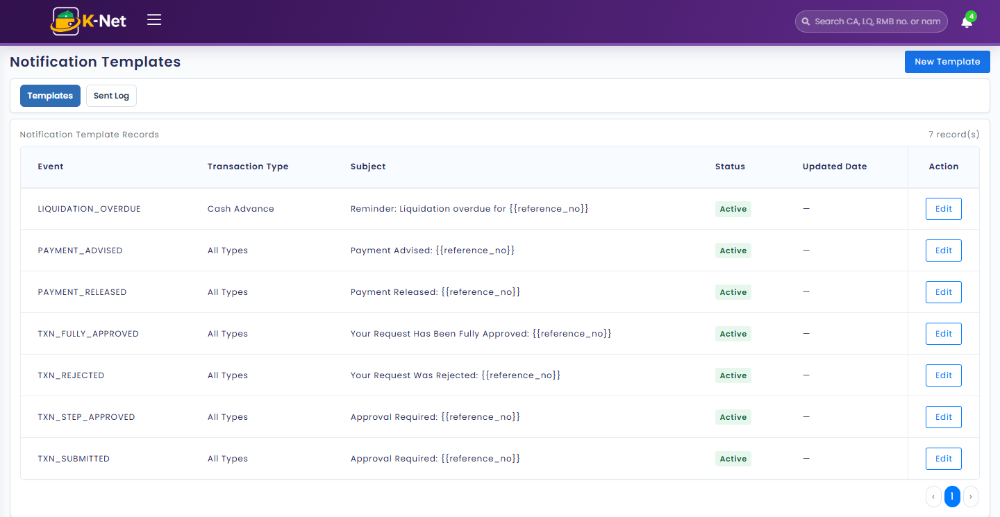 K-Net
Search CA, LQ, RMB no. or nam
4
Notification Templates
New Template
Templates
Sent Log
Notification Template Records
7 record(s)
Event Transaction Type Subject Status Updated Date Action
LIQUIDATION_OVERDUE Cash Advance Reminder: Liquidation overdue for {{reference_no}} Active — Edit
PAYMENT_ADVISED All Types Payment Advised: {{reference_no}} Active — Edit
PAYMENT_RELEASED All Types Payment Released: {{reference_no}} Active — Edit
TXN_FULLY_APPROVED All Types Your Request Has Been Fully Approved: {{reference_no}} Active — Edit
TXN_REJECTED All Types Your Request Was Rejected: {{reference_no}} Active — Edit
TXN_STEP_APPROVED All Types Approval Required: {{reference_no}} Active — Edit
TXN_SUBMITTED All Types Approval Required: {{reference_no}} Active — Edit
‹ 1 ›